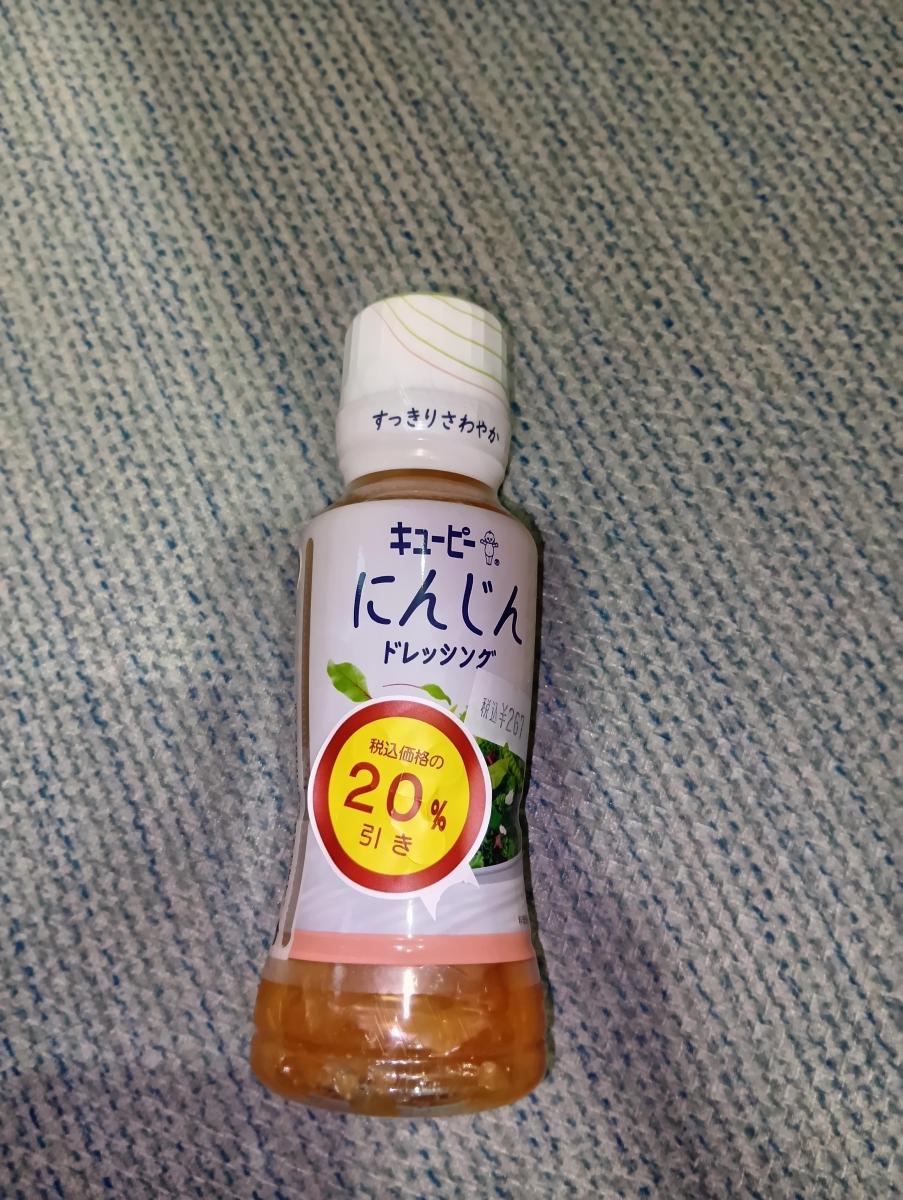 すっきりさわやか
キユーピー
®
にんじん
ドレッシング
税込¥267
税込価格の
20%
引き